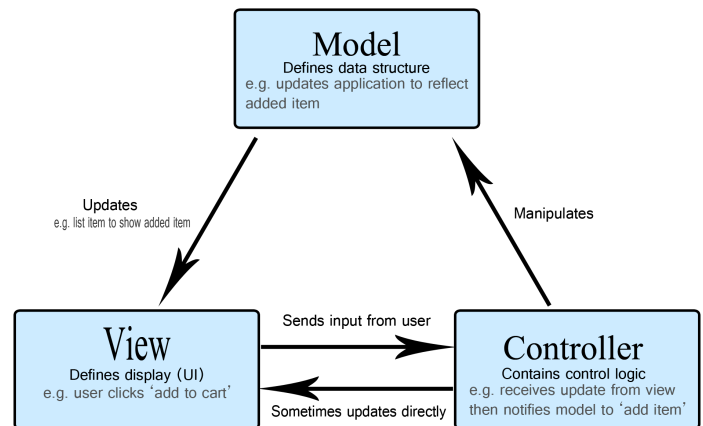 Model
Defines data structure
e.g. updates application to reflect
added item
Updates
e.g. list item to show added item
Manipulates
View
Defines display (UI)
e.g. user clicks ‘add to cart’
Sends input from user
Sometimes updates directly
Controller
Contains control logic
e.g. receives update from view
then notifies model to ‘add item’